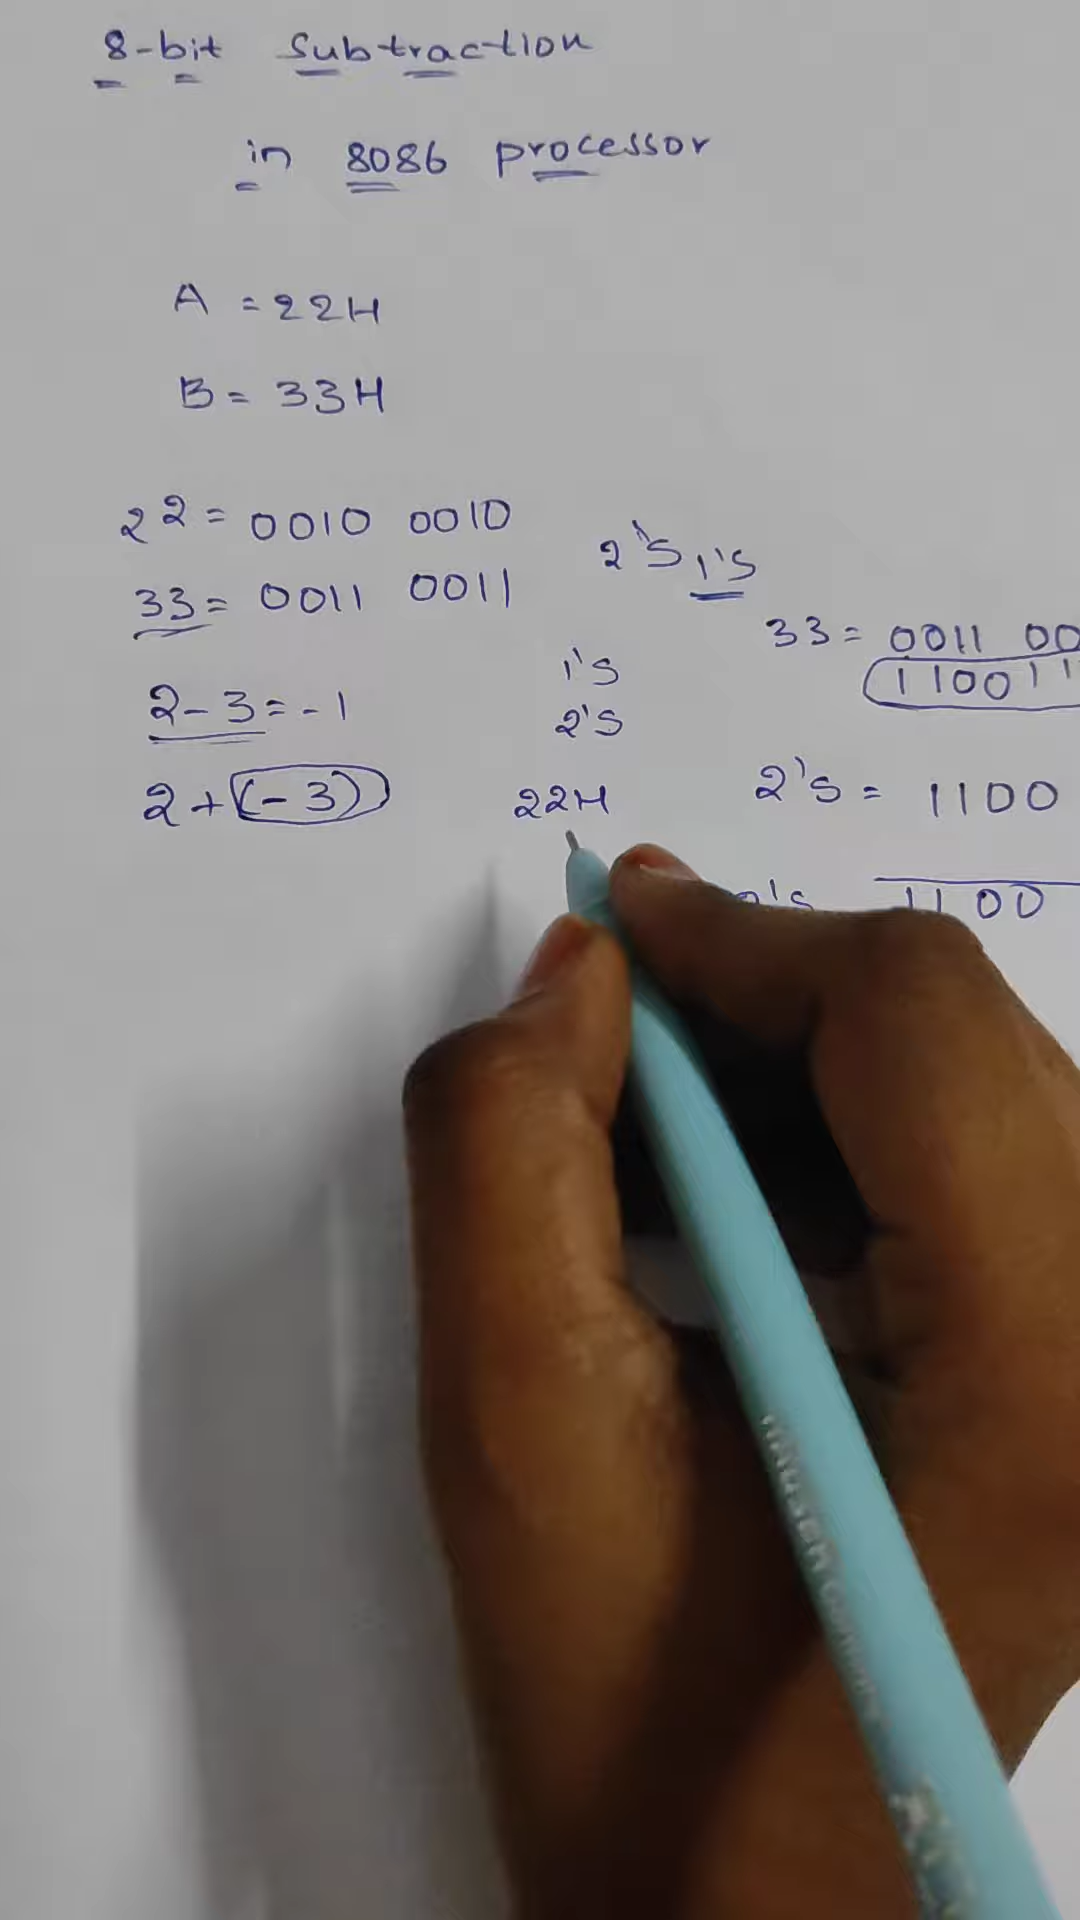 8-bit Subtraction
in 8086 processor
A = 22H
B = 33H
22 = 0010 0010
33 = 0011 0011
2-3 = -1
2+(-3)
2's 1's
1's
2's
22H
33 = 0011 00
110011
2's = 1100
1100